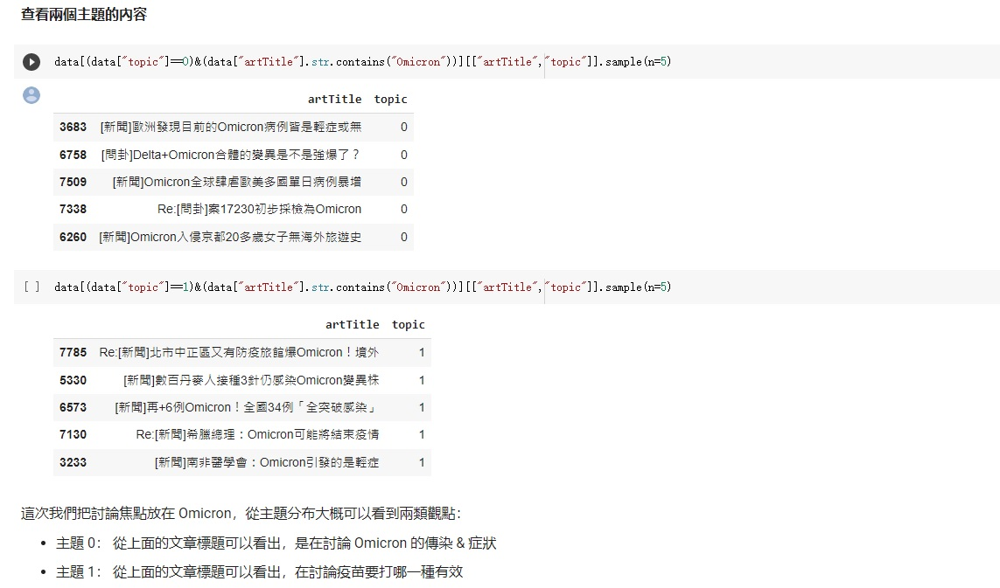 查看兩個主題的內容
data[(data["topic"]==0)&(data["artTitle"].str.contains("Omicron"))][["artTitle","topic"]].sample(n=5)
artTitle topic
3683 [新聞]歐洲發現目前的Omicron病例皆是輕症或無 0
6758 [問卦]Delta+Omicron合體的變異是不是強爆了？ 0
7509 [新聞]Omicron全球肆虐歐美多國單日病例暴增 0
7338 Re:[問卦]案17230初步採檢為Omicron 0
6260 [新聞]Omicron入侵京都20多歲女子無海外旅遊史 0
[ ] data[(data["topic"]==1)&(data["artTitle"].str.contains("Omicron"))][["artTitle","topic"]].sample(n=5)
artTitle topic
7785 Re:[新聞]北市中正區又有防疫旅館爆Omicron！境外 1
5330 [新聞]數百丹麥人接種3針仍感染Omicron變異株 1
6573 [新聞]再+6例Omicron！全國34例「全突破感染」 1
7130 Re:[新聞]希臘總理：Omicron可能將結束疫情 1
3233 [新聞]南非醫學會：Omicron引發的是輕症 1
這次我們把討論焦點放在 Omicron，從主題分布大概可以看到兩類觀點：
• 主題 0： 從上面的文章標題可以看出，是在討論 Omicron 的傳染 & 症狀
• 主題 1： 從上面的文章標題可以看出，在討論疫苗要打哪一種有效